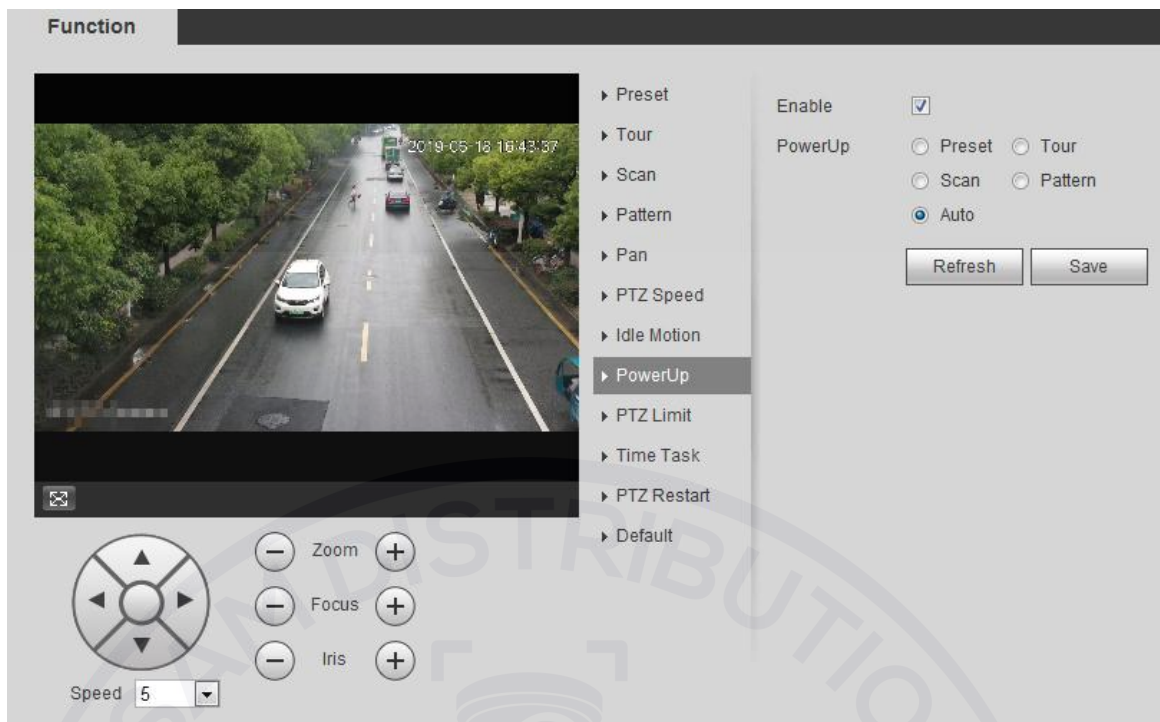 Function
2019-05-18 16:43:37
Preset
Tour
Scan
Pattern
Pan
PTZ Speed
Idle Motion
PowerUp
PTZ Limit
Time Task
PTZ Restart
Default
Enable
PowerUp Preset Tour
Scan Pattern
Auto
Refresh Save
Zoom
Focus
Iris
Speed 5
AN DISTRIBUTIO